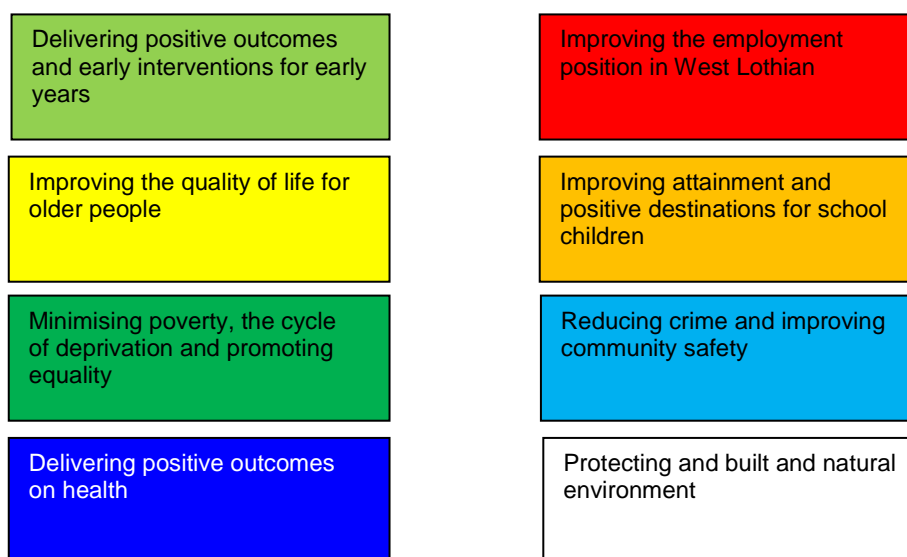 Delivering positive outcomes
and early interventions for early
years
Improving the employment
position in West Lothian
Improving the quality of life for
older people
Improving attainment and
positive destinations for school
children
Minimising poverty, the cycle
of deprivation and promoting
equality
Reducing crime and improving
community safety
Delivering positive outcomes
on health
Protecting and built and natural
environment